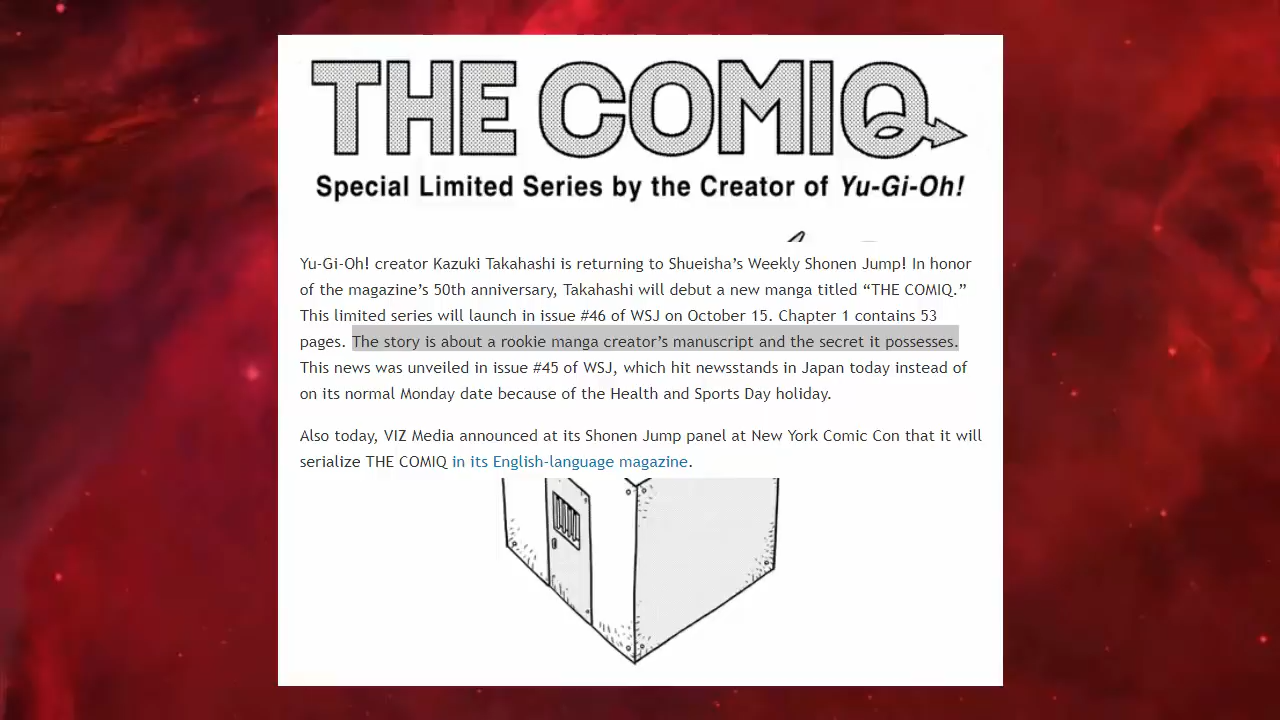 THE COMIQ
Special Limited Series by the Creator of Yu-Gi-Oh!
Yu-Gi-Oh! creator Kazuki Takahashi is returning to Shueisha’s Weekly Shonen Jump! In honor
of the magazine’s 50th anniversary, Takahashi will debut a new manga titled “THE COMIQ.”
This limited series will launch in issue #46 of WSJ on October 15. Chapter 1 contains 53
pages. The story is about a rookie manga creator’s manuscript and the secret it possesses.
This news was unveiled in issue #45 of WSJ, which hit newsstands in Japan today instead of
on its normal Monday date because of the Health and Sports Day holiday.
Also today, VIZ Media announced at its Shonen Jump panel at New York Comic Con that it will
serialize THE COMIQ in its English-language magazine.